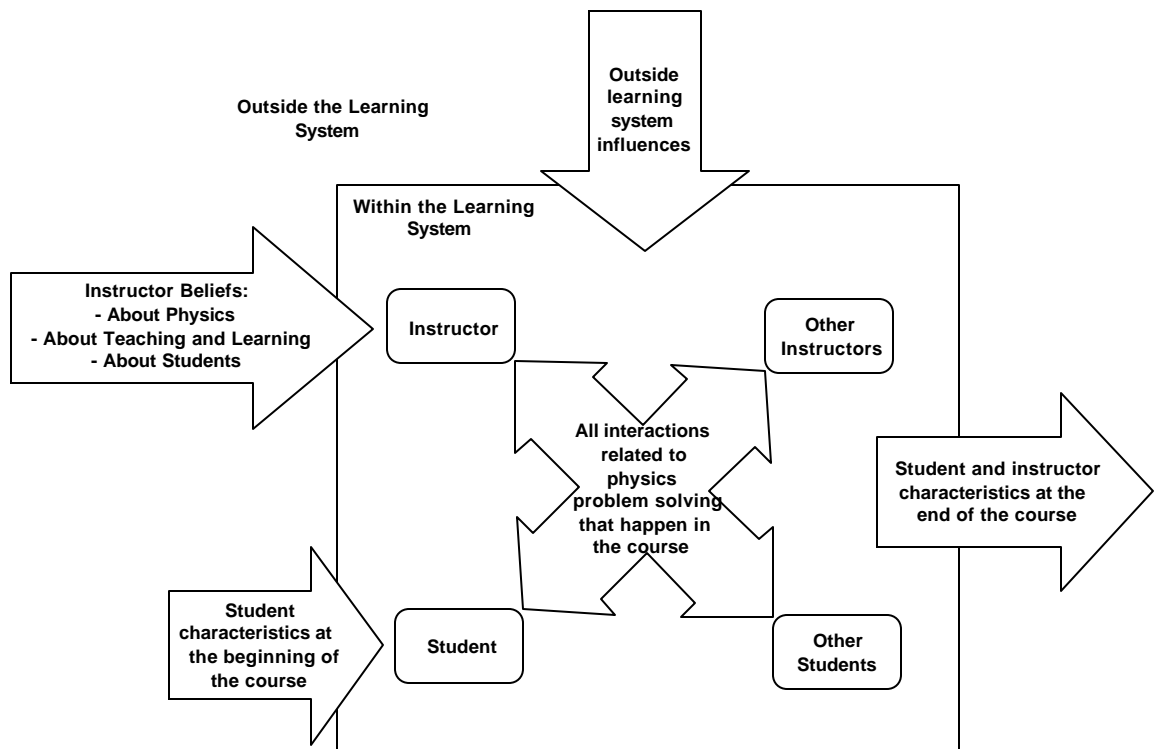 Outside the Learning
System
Outside
learning
system
influences
Within the Learning
System
Instructor Beliefs:
- About Physics
- About Teaching and Learning
- About Students
Instructor
Other
Instructors
All interactions
related to
physics
problem solving
that happen in
the course
Student and instructor
characteristics at the
end of the course
Student
characteristics at
the beginning of
the course
Student
Other
Students